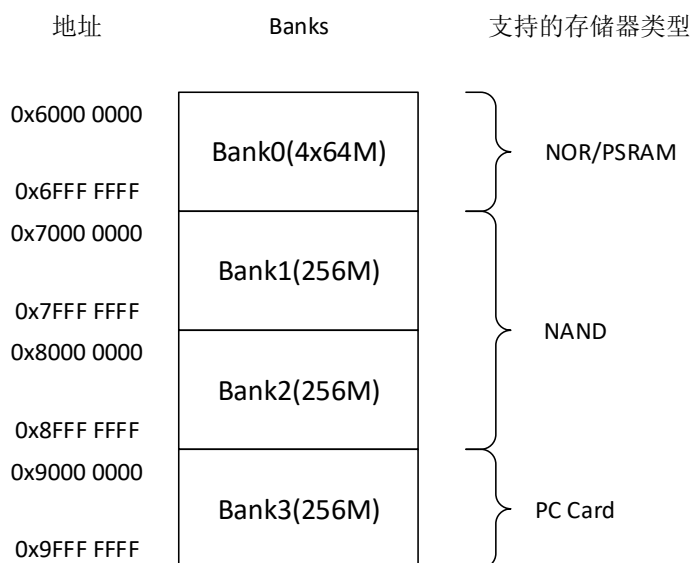 地址 Banks 支持的存储器类型
0x6000 0000
Bank0(4x64M) NOR/PSRAM
0x6FFF FFFF
0x7000 0000
Bank1(256M)
0x7FFF FFFF
NAND
0x8000 0000
Bank2(256M)
0x8FFF FFFF
0x9000 0000
Bank3(256M) PC Card
0x9FFF FFFF